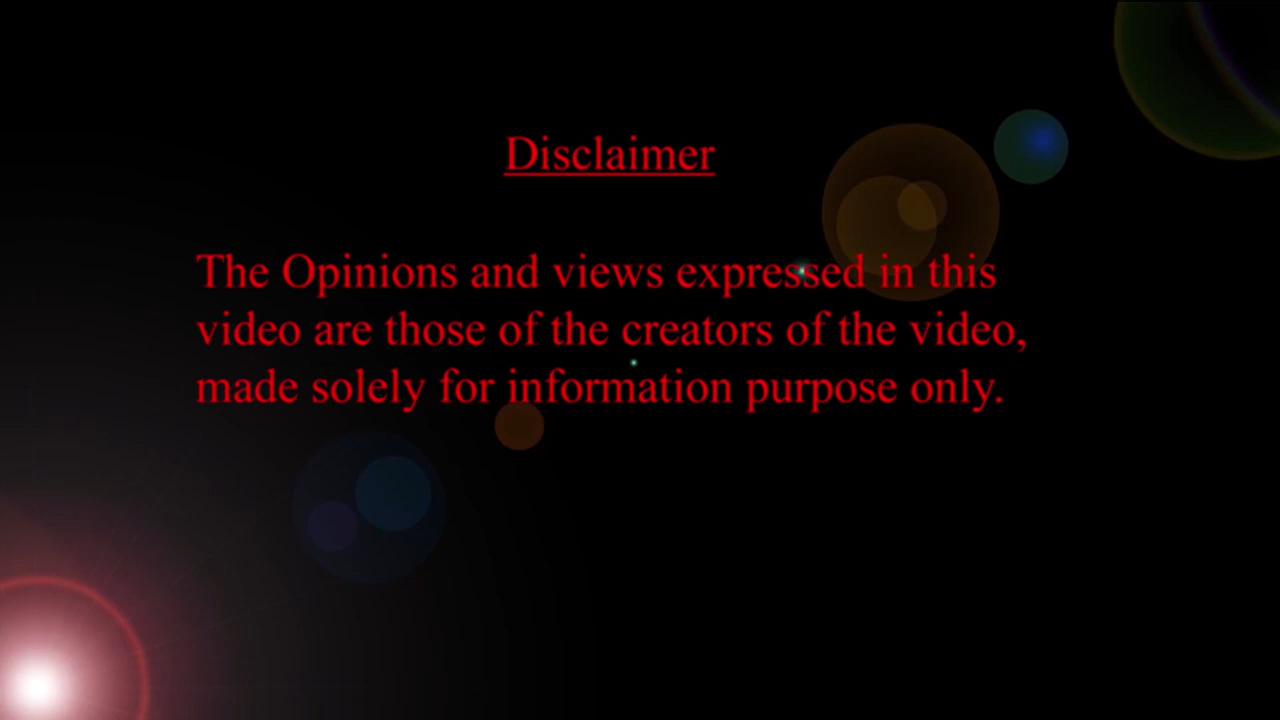 Disclaimer
The Opinions and views expressed in this
video are those of the creators of the video,
made solely for information purpose only.